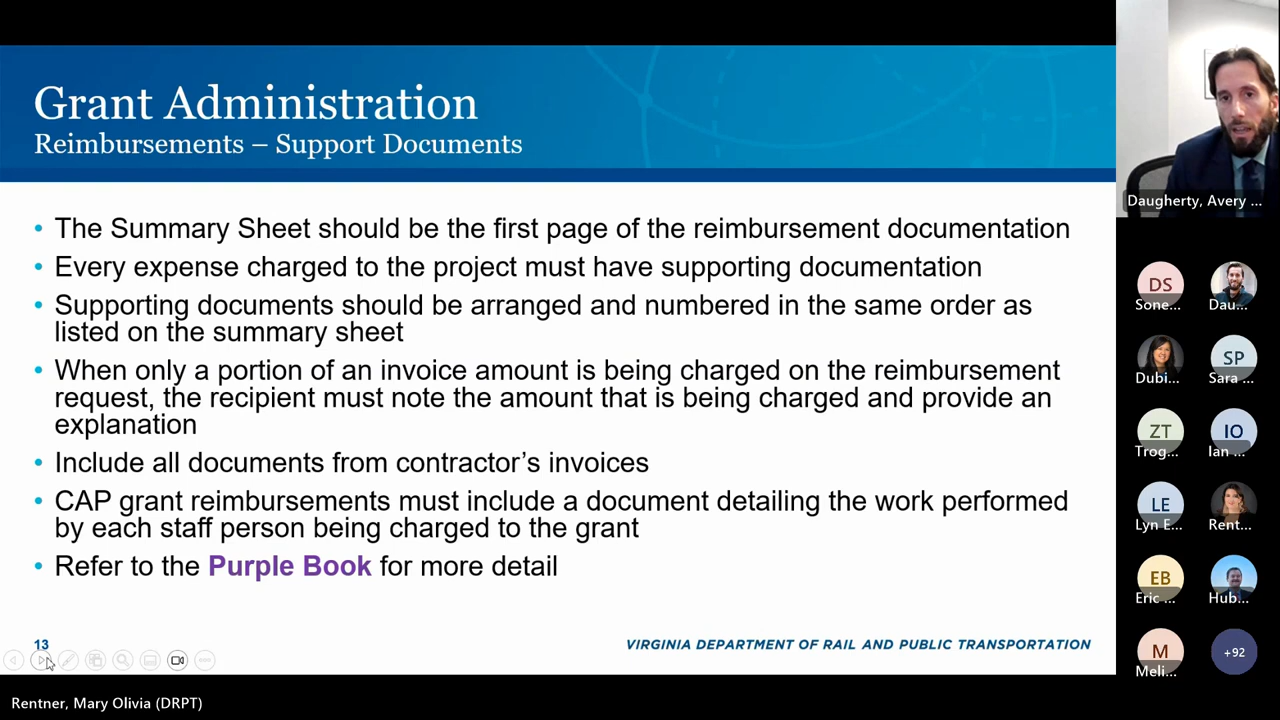 Grant Administration
Reimbursements – Support Documents
• The Summary Sheet should be the first page of the reimbursement documentation
• Every expense charged to the project must have supporting documentation
• Supporting documents should be arranged and numbered in the same order as
listed on the summary sheet
• When only a portion of an invoice amount is being charged on the reimbursement
request, the recipient must note the amount that is being charged and provide an
explanation
• Include all documents from contractor’s invoices
• CAP grant reimbursements must include a document detailing the work performed
by each staff person being charged to the grant
• Refer to the Purple Book for more detail
13
VIRGINIA DEPARTMENT OF RAIL AND PUBLIC TRANSPORTATION
Rentner, Mary Olivia (DRPT)
Daugherty, Avery ...
DS
Sone...
Dau...
Dubi...
SP
Sara ...
ZT
Trog...
IO
Ian ...
LE
Lyn E...
Rent...
EB
Eric ...
Hub...
M
Meli...
+92